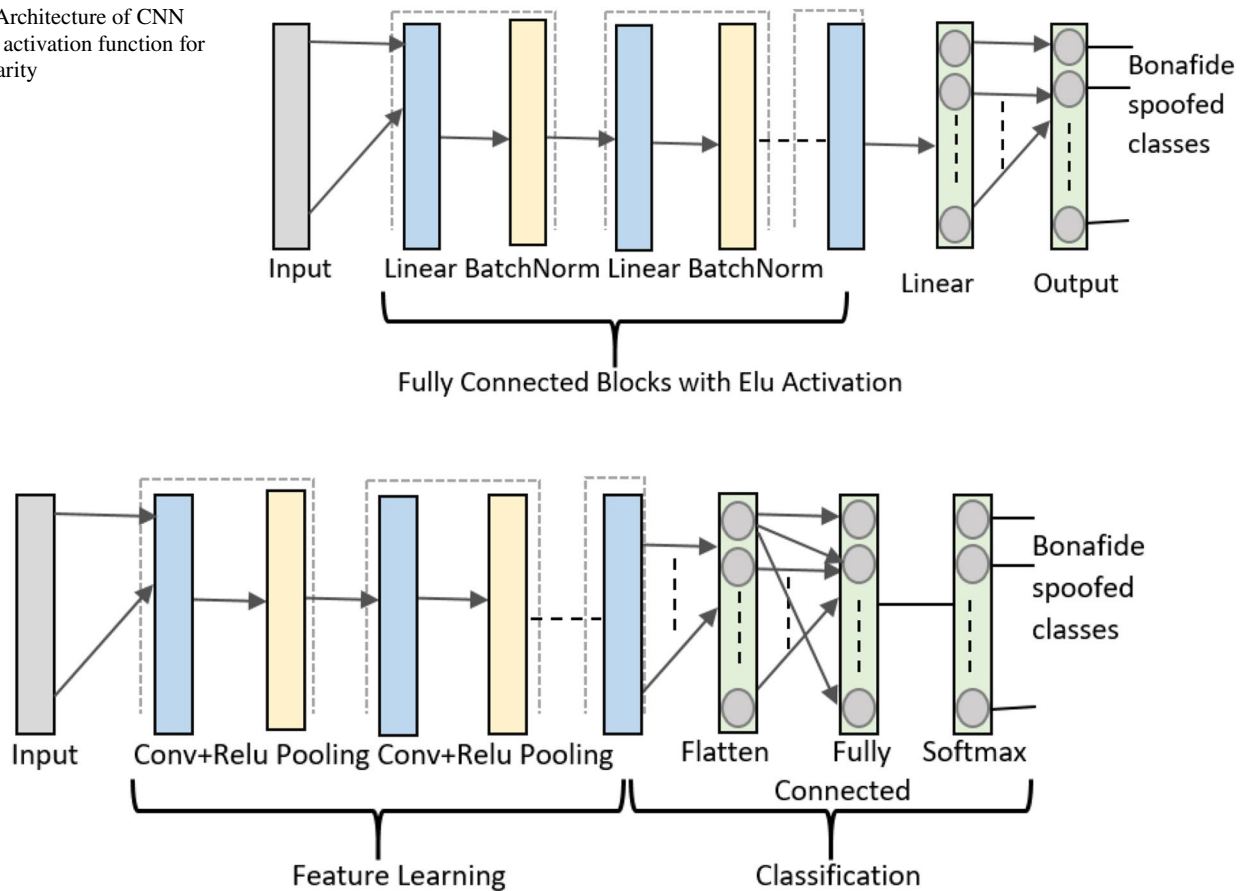 Architecture of CNN
activation function for
arity
Bonafide
spoofed
classes
Input
Linear BatchNorm Linear BatchNorm
Linear
Output
Fully Connected Blocks with Elu Activation
Bonafide
spoofed
classes
Input
Conv+Relu Pooling Conv+Relu Pooling
Flatten
Fully
Connected
Softmax
Feature Learning
Classification